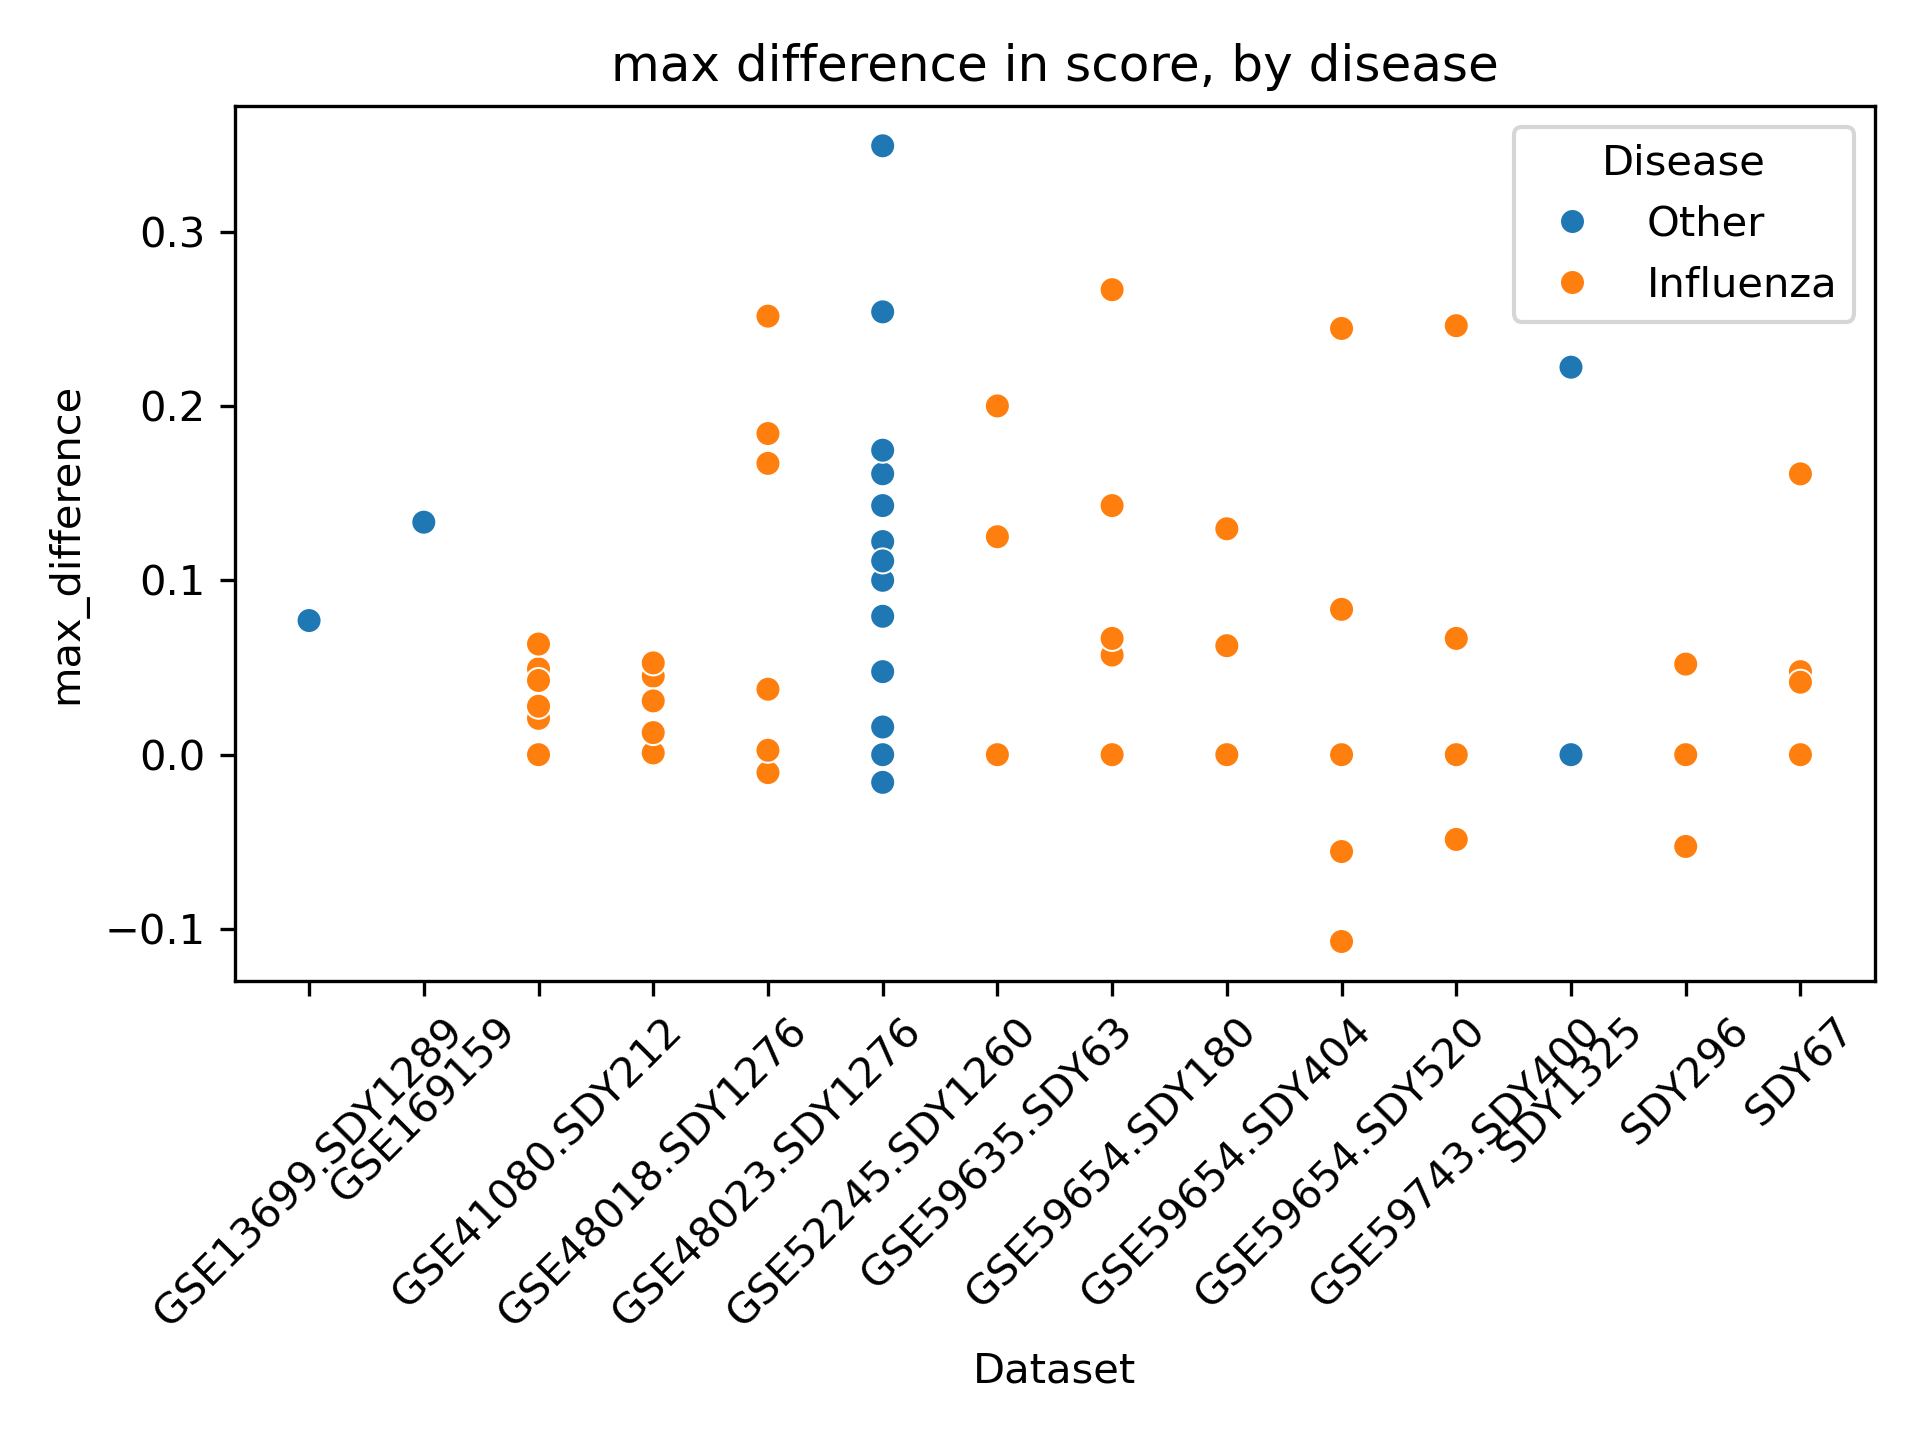 max difference in score, by disease
Disease
Other
Influenza
max_difference
0.3
0.2
0.1
0.0
−0.1
GSE13699.SDY1289
GSE169159
GSE41080.SDY212
GSE48018.SDY1276
GSE48023.SDY1276
GSE52245.SDY1260
GSE59635.SDY63
GSE59654.SDY180
GSE59654.SDY404
GSE59654.SDY520
GSE59743.SDY400
SDY1325
SDY296
SDY67
Dataset